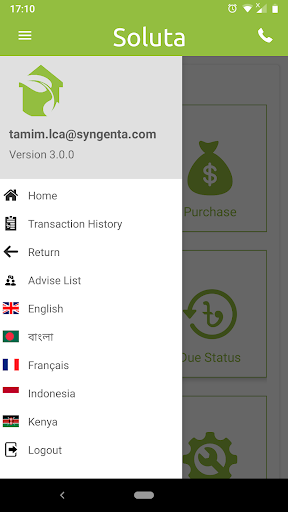 17:10
Soluta
tamim.lca@syngenta.com
Version 3.0.0
Home
Transaction History
Return
Advise List
English
বাংলা
Français
Indonesia
Kenya
Logout
$
Purchase
৳
Due Status